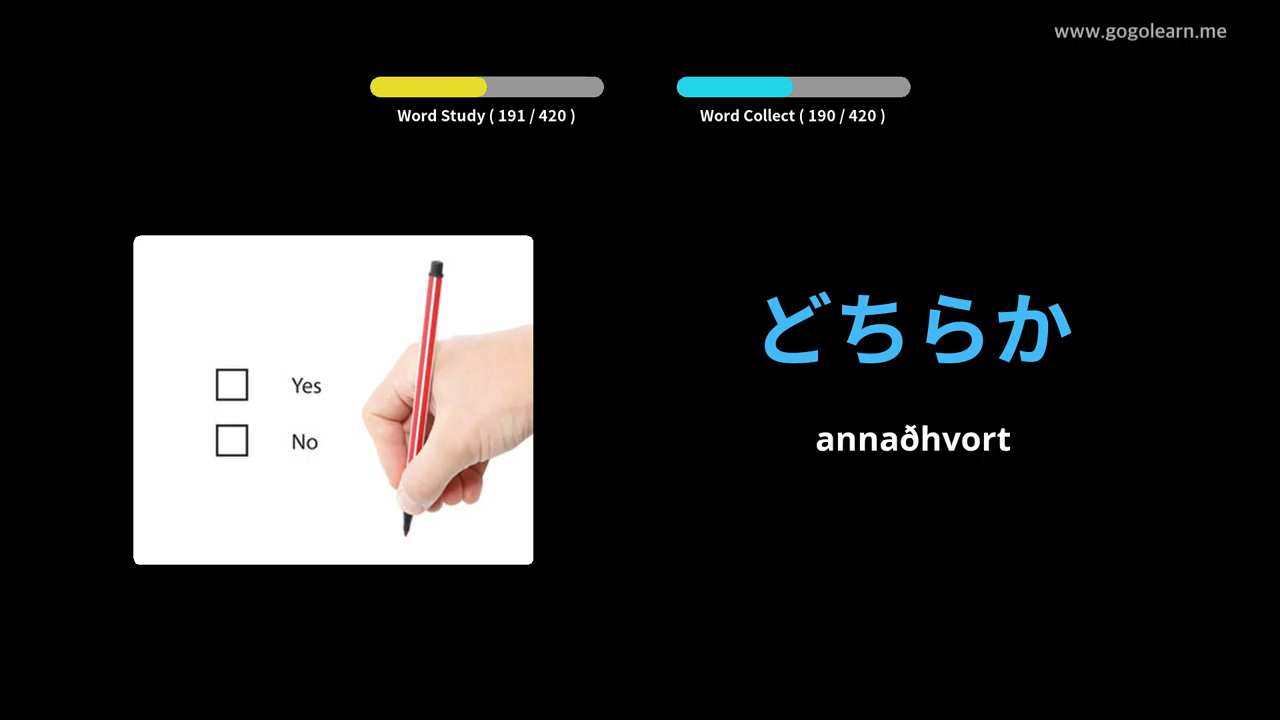 www.gogolearn.me
Word Study ( 191 / 420 )
Word Collect ( 190 / 420 )
Yes
No
どちらか
annaðhvort